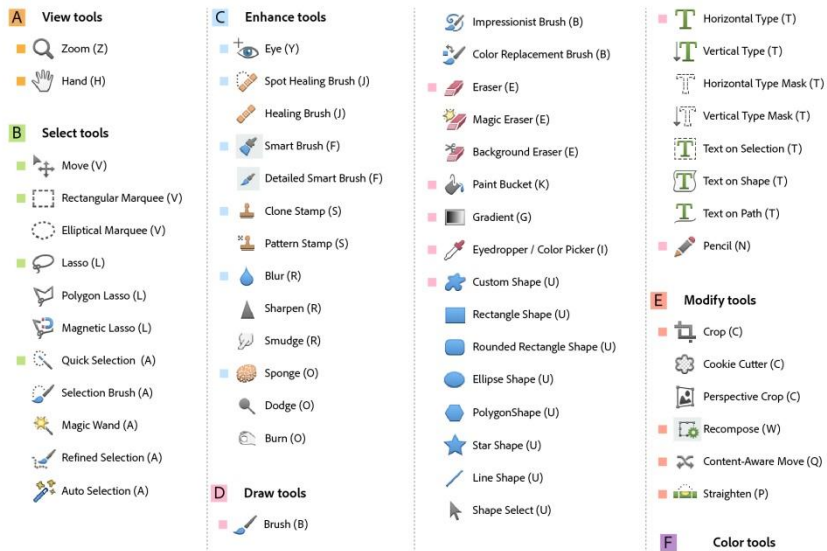 A View tools
Zoom (Z)
Hand (H)
B Select tools
Move (V)
Rectangular Marquee (V)
Elliptical Marquee (V)
Lasso (L)
Polygon Lasso (L)
Magnetic Lasso (L)
Quick Selection (A)
Selection Brush (A)
Magic Wand (A)
Refined Selection (A)
Auto Selection (A)
C Enhance tools
Eye (Y)
Spot Healing Brush (J)
Healing Brush (J)
Smart Brush (F)
Detailed Smart Brush (F)
Clone Stamp (S)
Pattern Stamp (S)
Blur (R)
Sharpen (R)
Smudge (R)
Sponge (O)
Dodge (O)
Burn (O)
D Draw tools
Brush (B)
Impressionist Brush (B)
Color Replacement Brush (B)
Eraser (E)
Magic Eraser (E)
Background Eraser (E)
Paint Bucket (K)
Gradient (G)
Eyedropper / Color Picker (I)
Custom Shape (U)
Rectangle Shape (U)
Rounded Rectangle Shape (U)
Ellipse Shape (U)
PolygonShape (U)
Star Shape (U)
Line Shape (U)
Shape Select (U)
Horizontal Type (T)
Vertical Type (T)
Horizontal Type Mask (T)
Vertical Type Mask (T)
Text on Selection (T)
Text on Shape (T)
Text on Path (T)
Pencil (N)
E Modify tools
Crop (C)
Cookie Cutter (C)
Perspective Crop (C)
Recompose (W)
Content-Aware Move (Q)
Straighten (P)
F Color tools